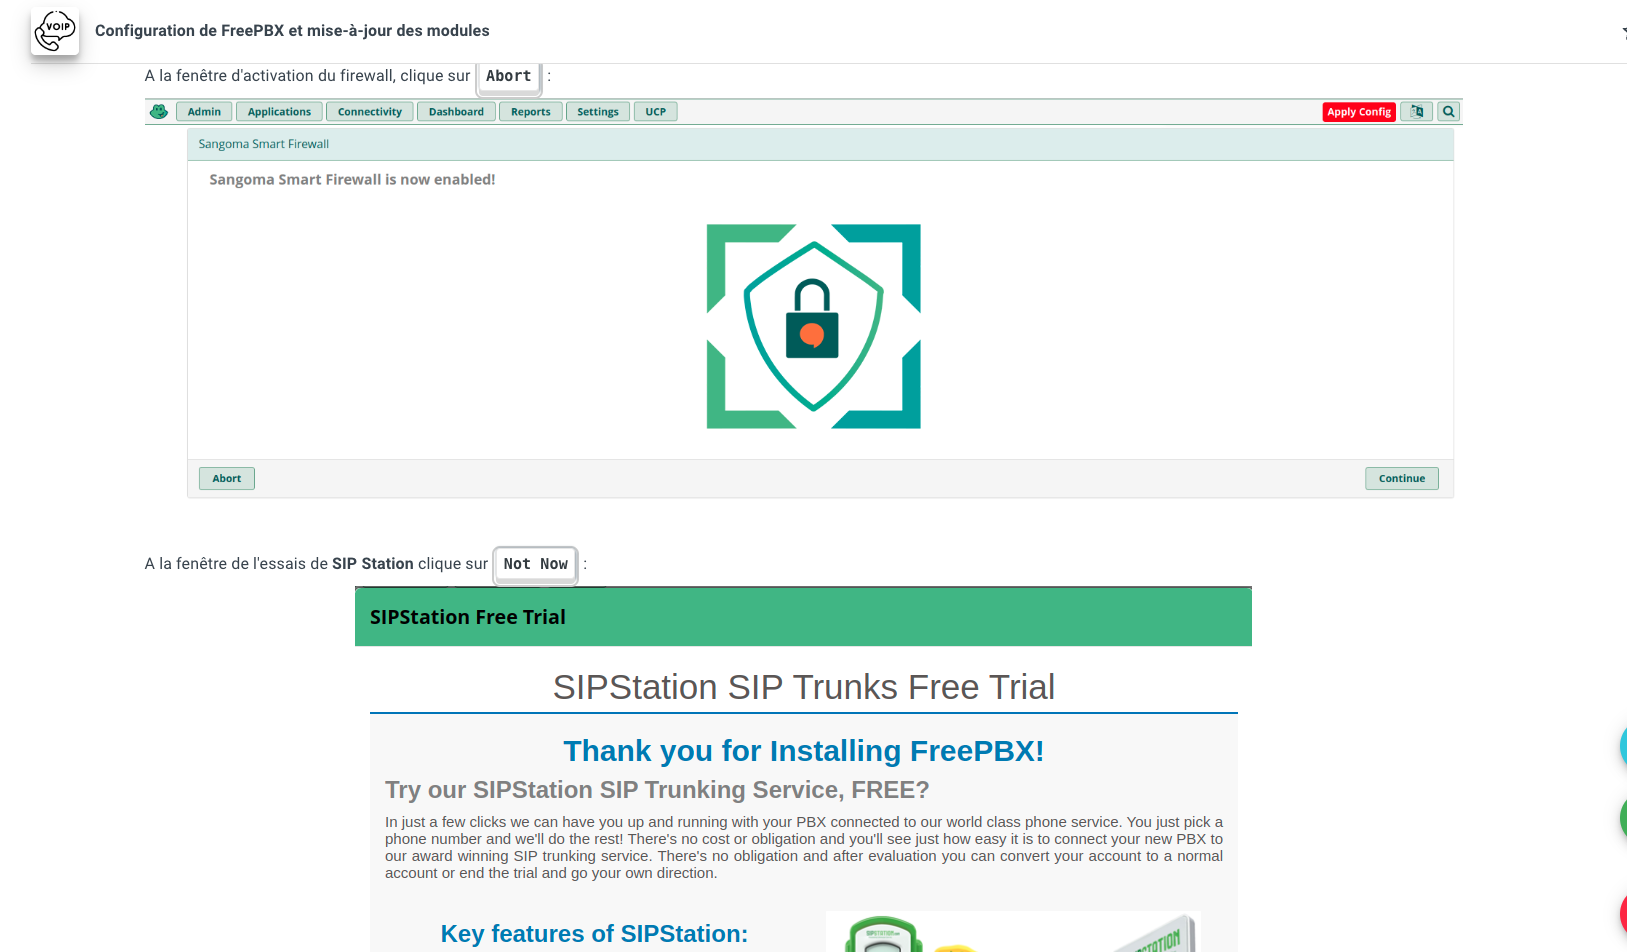 VOIP
Configuration de FreePBX et mise-à-jour des modules
A la fenêtre d'activation du firewall, clique sur Abort :
Admin Applications Connectivity Dashboard Reports Settings UCP Apply Config
Sangoma Smart Firewall
Sangoma Smart Firewall is now enabled!
Abort Continue
A la fenêtre de l'essais de SIP Station clique sur Not Now :
SIPStation Free Trial
SIPStation SIP Trunks Free Trial
Thank you for Installing FreePBX!
Try our SIPStation SIP Trunking Service, FREE?
In just a few clicks we can have you up and running with your PBX connected to our world class phone service. You just pick a
phone number and we'll do the rest! There's no cost or obligation and you'll see just how easy it is to connect your new PBX to
our award winning SIP trunking service. There's no obligation and after evaluation you can convert your account to a normal
account or end the trial and go your own direction.
Key features of SIPStation: